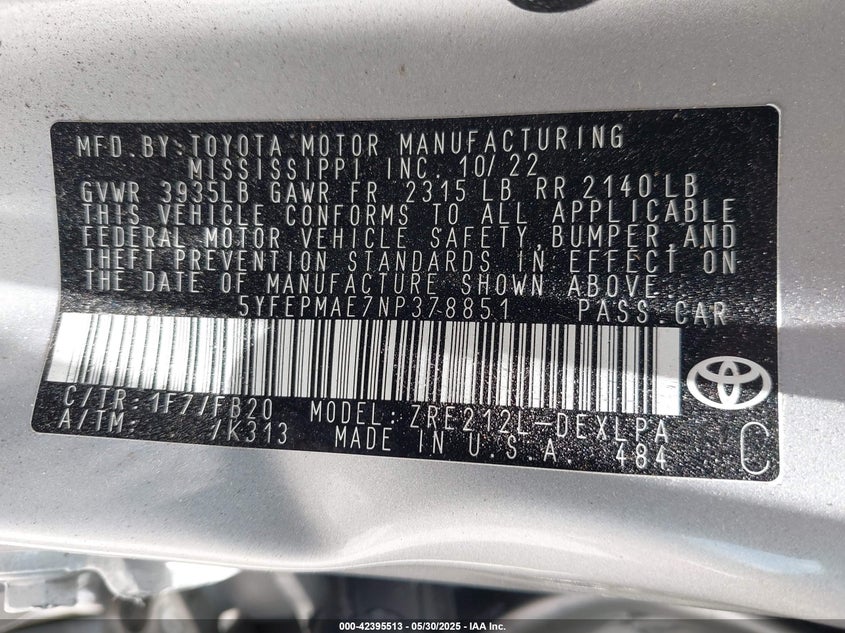 MFD.BY:TOYOTA MOTOR MANUFACTURING
MISSISSIPPI INC. 10/22
GVWR 3935LB GAWR FR 2315 LB RR 2140 LB
THIS VEHICLE CONFORMS TO ALL APPLICABLE
FEDERAL MOTOR VEHICLE SAFETY, BUMPER, AND
THEFT PREVENTION STANDARDS IN EFFECT ON
THE DATE OF MANUFACTURE SHOWN ABOVE.
5YFEPMAE7NP378851 PASS.CAR
C/TR: 1F7/FB20 MODEL: ZRE212L-DEXLPA
A/TM: /K313 MADE IN U.S.A. 484 C
000-42395513 - 05/30/2025 - IAA Inc.